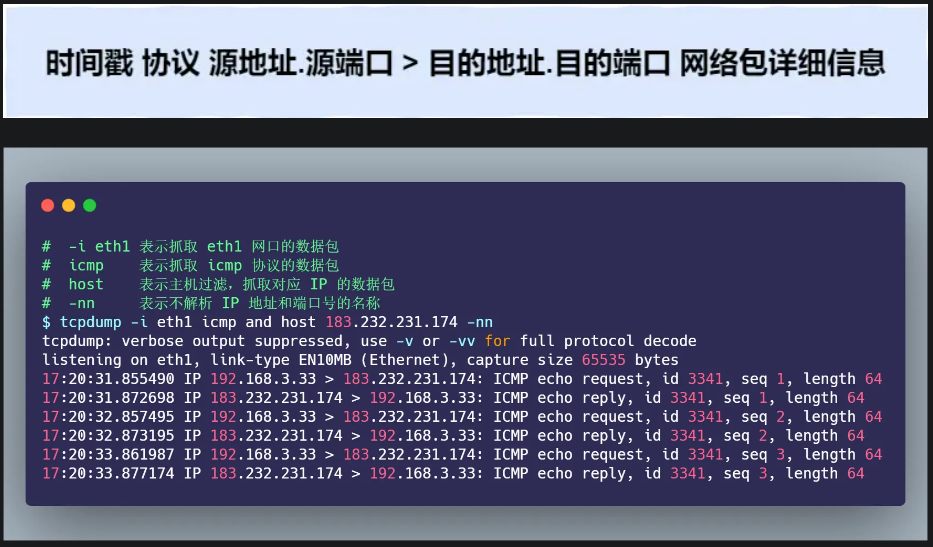 时间戳 协议 源地址.源端口 > 目的地址.目的端口 网络包详细信息
#  -i eth1 表示抓取 eth1 网口的数据包
#  icmp    表示抓取 icmp 协议的数据包
#  host    表示主机过滤，抓取对应 IP 的数据包
#  -nn     表示不解析 IP 地址和端口号的名称
$ tcpdump -i eth1 icmp and host 183.232.231.174 -nn
tcpdump: verbose output suppressed, use -v or -vv for full protocol decode
listening on eth1, link-type EN10MB (Ethernet), capture size 65535 bytes
17:20:31.855490 IP 192.168.3.33 > 183.232.231.174: ICMP echo request, id 3341, seq 1, length 64
17:20:31.872698 IP 183.232.231.174 > 192.168.3.33: ICMP echo reply, id 3341, seq 1, length 64
17:20:32.857495 IP 192.168.3.33 > 183.232.231.174: ICMP echo request, id 3341, seq 2, length 64
17:20:32.873195 IP 183.232.231.174 > 192.168.3.33: ICMP echo reply, id 3341, seq 2, length 64
17:20:33.861987 IP 192.168.3.33 > 183.232.231.174: ICMP echo request, id 3341, seq 3, length 64
17:20:33.877174 IP 183.232.231.174 > 192.168.3.33: ICMP echo reply, id 3341, seq 3, length 64